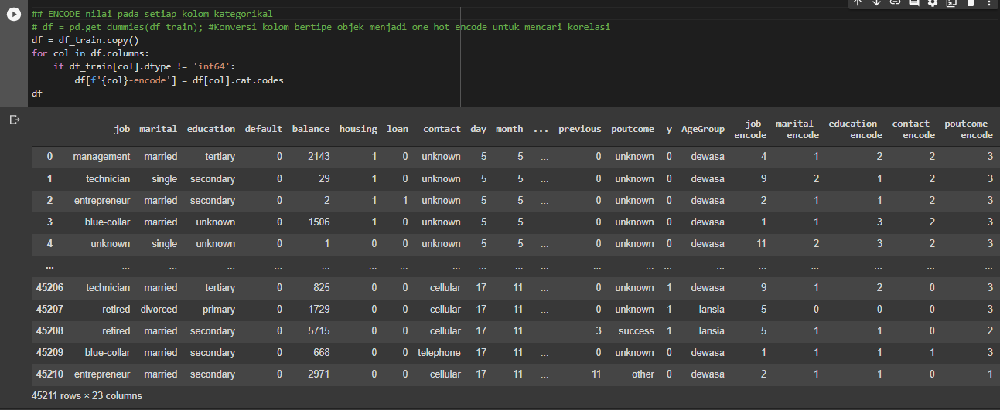 ## ENCODE nilai pada setiap kolom kategorikal
# df = pd.get_dummies(df_train); #Konversi kolom bertipe objek menjadi one hot encode untuk mencari korelasi
df = df_train.copy()
for col in df.columns:
    if df_train[col].dtype != 'int64':
        df[f'{col}-encode'] = df[col].cat.codes
df
job marital education default balance housing loan contact day month ... previous poutcome y AgeGroup job-encode marital-encode education-encode contact-encode poutcome-encode
0 management married tertiary 0 2143 1 0 unknown 5 5 ... 0 unknown 0 dewasa 4 1 2 2 3
1 technician single secondary 0 29 1 0 unknown 5 5 ... 0 unknown 0 dewasa 9 2 1 2 3
2 entrepreneur married secondary 0 2 1 1 unknown 5 5 ... 0 unknown 0 dewasa 2 1 1 2 3
3 blue-collar married unknown 0 1506 1 0 unknown 5 5 ... 0 unknown 0 dewasa 1 1 3 2 3
4 unknown single unknown 0 1 0 0 unknown 5 5 ... 0 unknown 0 dewasa 11 2 3 2 3
... ... ... ... ... ... ... ... ... ... ... ... ... ... ... ... ... ... ... ... ...
45206 technician married tertiary 0 825 0 0 cellular 17 11 ... 0 unknown 1 dewasa 9 1 2 0 3
45207 retired divorced primary 0 1729 0 0 cellular 17 11 ... 0 unknown 1 lansia 5 0 0 0 3
45208 retired married secondary 0 5715 0 0 cellular 17 11 ... 3 success 1 lansia 5 1 1 0 2
45209 blue-collar married secondary 0 668 0 0 telephone 17 11 ... 0 unknown 0 dewasa 1 1 1 1 3
45210 entrepreneur married secondary 0 2971 0 0 cellular 17 11 ... 11 other 0 dewasa 2 1 1 0 1
45211 rows × 23 columns